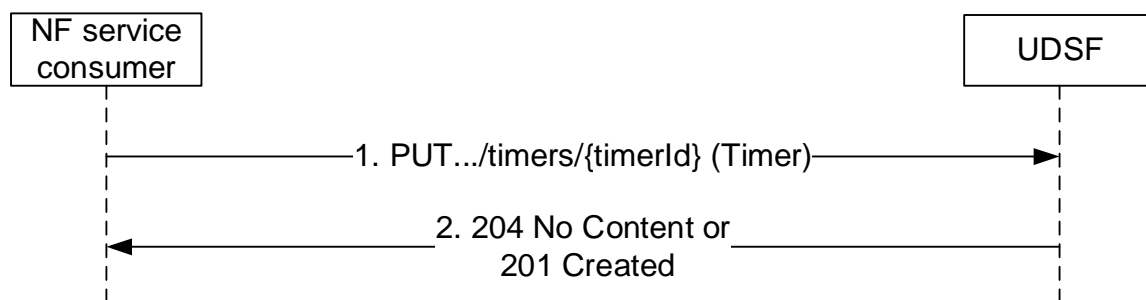 NF service
consumer
UDSF
1. PUT.../timers/{timerId} (Timer)
2. 204 No Content or
201 Created